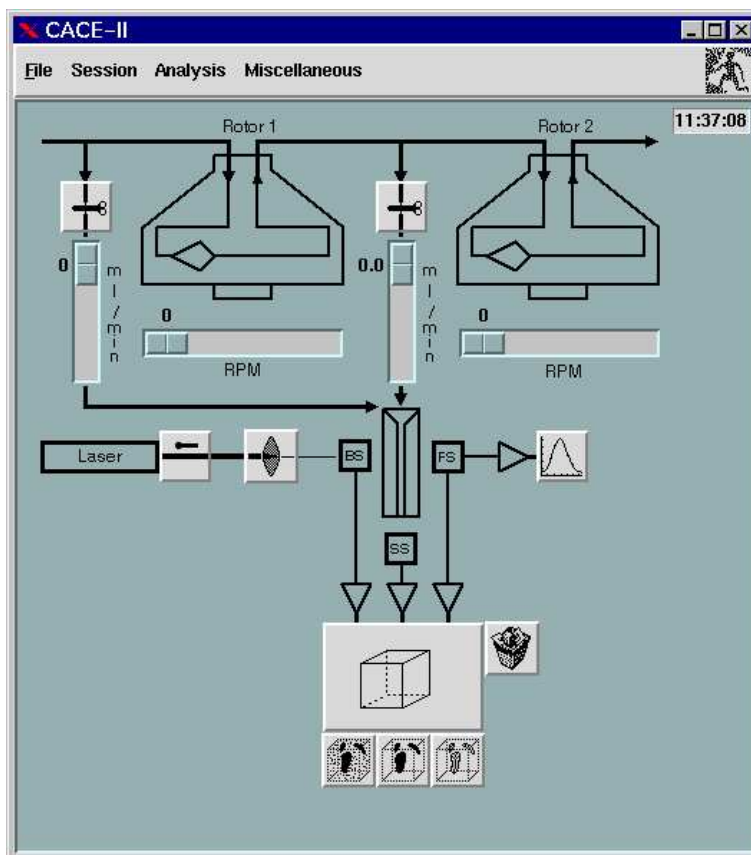 CACE-II
File Session Analysis Miscellaneous
11:37:08
Rotor 1 Rotor 2
0 ml/min 0.0 ml/min
0 0
RPM RPM
Laser BS FS
SS